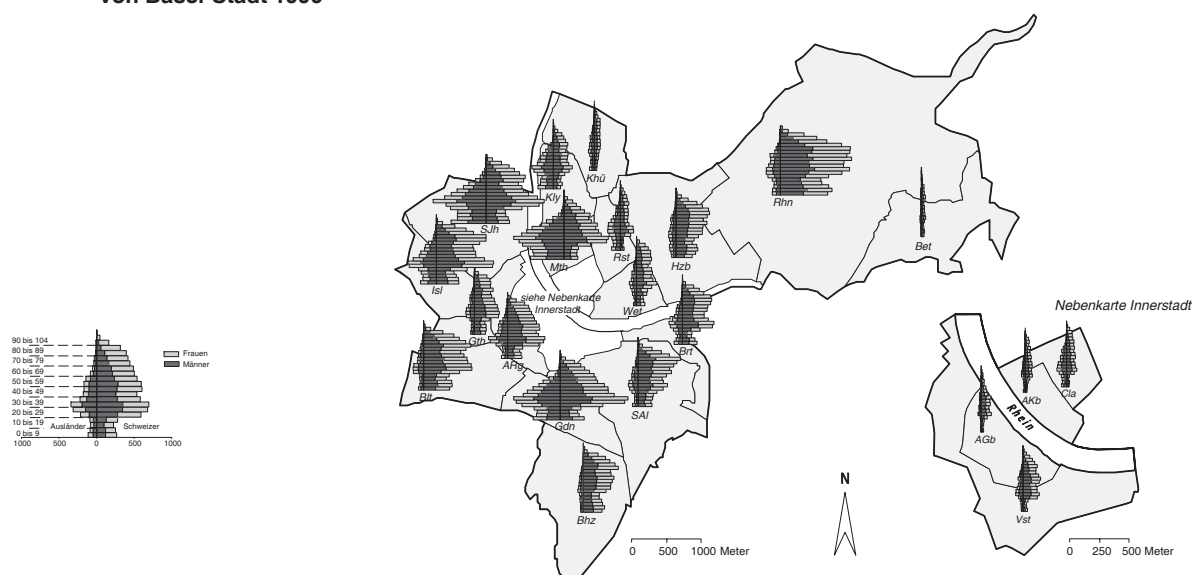 von Basel-Stadt 1990
Khü
Kly
Rhn
SJh
Bet
Mth
Rst
Hzb
Isl
siehe Nebenkarte
Innerstadt
Wet
Nebenkarte Innerstadt
Gth
ARg
Brt
90 bis 104
80 bis 89
70 bis 79
60 bis 69
50 bis 59
40 bis 49
30 bis 39
20 bis 29
10 bis 19
0 bis 9
Ausländer
Schweizer
1000 500 0 500 1000
Frauen
Männer
Blt
Gdn
SAl
AKb
Cla
Rhein
AGb
Bhz
Vst
N
0 500 1000 Meter
0 250 500 Meter